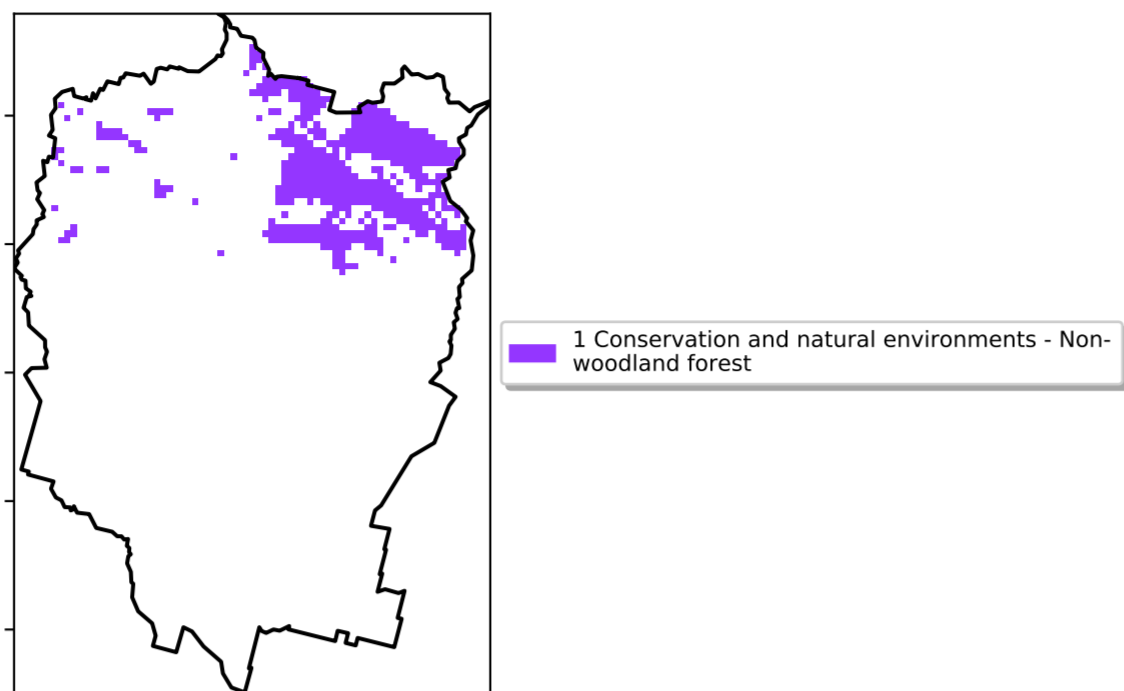 1 Conservation and natural environments - Non-
woodland forest